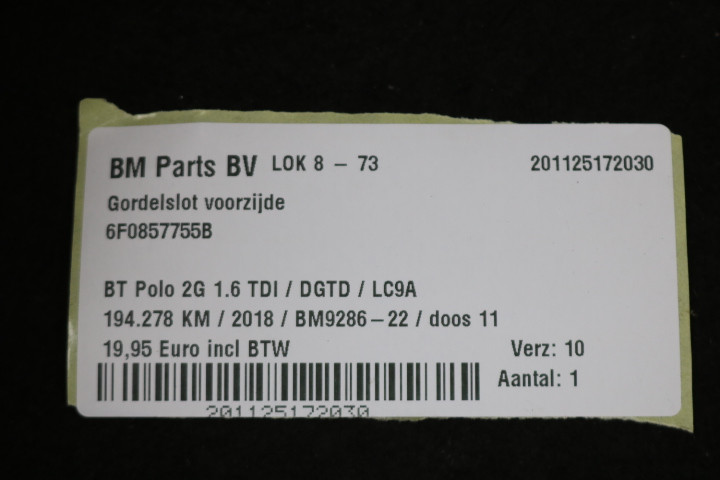 BM Parts BV LOK 8 – 73 201125172030
Gordelslot voorzijde
6F0857755B
BT Polo 2G 1.6 TDI / DGTD / LC9A
194.278 KM / 2018 / BM9286–22 / doos 11
19,95 Euro incl BTW Verz: 10
Aantal: 1
201125172030